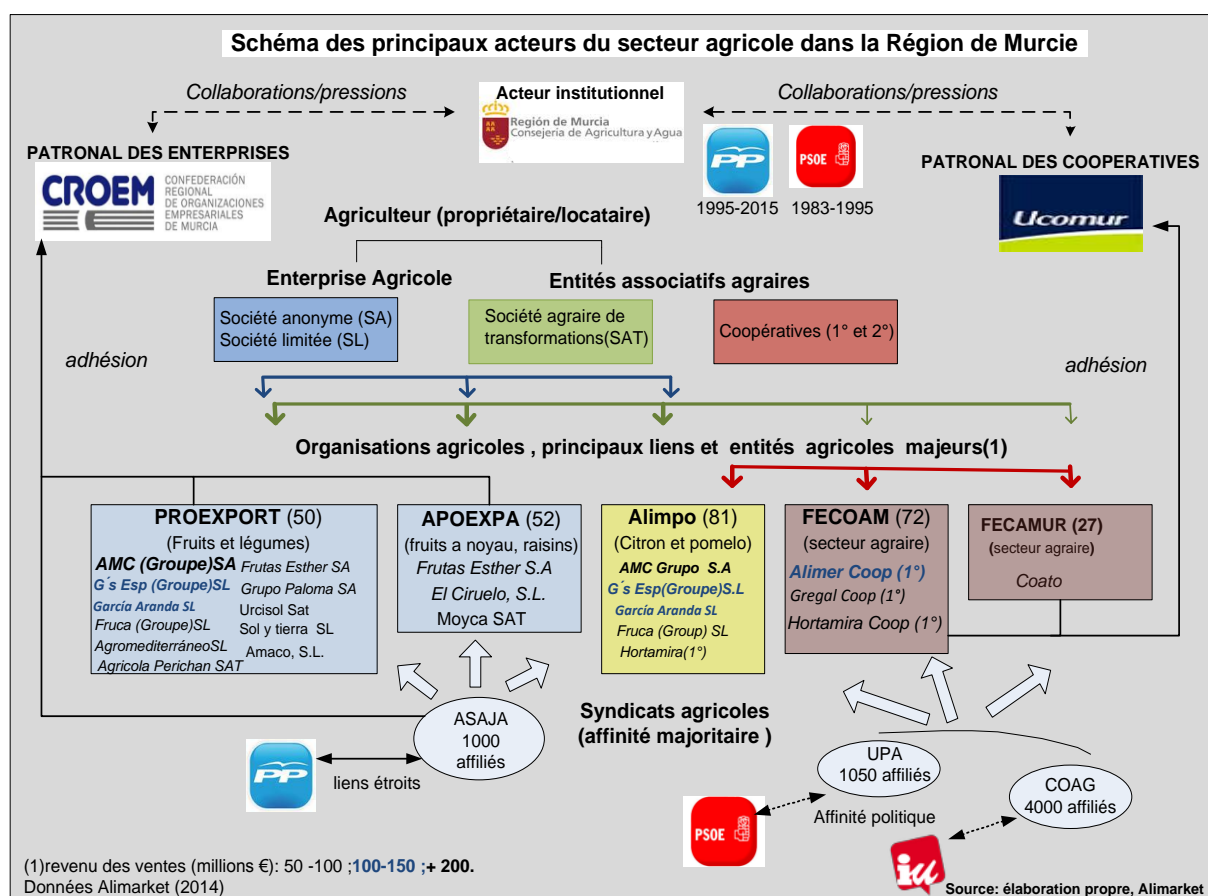 Schéma des principaux acteurs du secteur agricole dans la Région de Murcie
Collaborations/pressions
Acteur institutionnel
Región de Murcia
Consejería de Agricultura y Agua
Collaborations/pressions
PATRONAL DES ENTERPRISES
CROEM
CONFEDERACIÓN
REGIONAL
DE ORGANIZACIONES
EMPRESARIALES
DE MURCIA
PP
1995-2015
PSOE
1983-1995
PATRONAL DES COOPERATIVES
Ucomur
Agriculteur (propriétaire/locataire)
Enterprise Agricole
Entités associatifs agraires
Société anonyme (SA)
Société limitée (SL)
Société agraire de
transformations(SAT)
Coopératives (1° et 2°)
adhésion
adhésion
Organisations agricoles , principaux liens et entités agricoles majeurs(1)
PROEXPORT (50)
(Fruits et légumes)
AMC (Groupe)SA
G´s Esp (Groupe)SL
García Aranda SL
Fruca (Groupe)SL
AgromediterráneoSL
Agricola Perichan SAT
Frutas Esther SA
Grupo Paloma SA
Urcisol Sat
Sol y tierra SL
Amaco, S.L.
APOEXPA (52)
(fruits a noyau, raisins)
Frutas Esther S.A
El Ciruelo, S.L.
Moyca SAT
Alimpo (81)
(Citron et pomelo)
AMC Grupo S.A
G´s Esp(Groupe)S.L
García Aranda SL
Fruca (Group) SL
Hortamira(1°)
FECOAM (72)
(secteur agraire)
Alimer Coop (1°)
Gregal Coop (1°)
Hortamira Coop (1°)
FECAMUR (27)
(secteur agraire)
Coato
Syndicats agricoles
(affinité majoritaire )
ASAJA
1000
affiliés
PP
liens étroits
UPA
1050 affiliés
COAG
4000 affiliés
PSOE
Affinité politique
iu
(1)revenu des ventes (millions €): 50 -100 ;100-150 ;+ 200.
Données Alimarket (2014)
Source: élaboration propre, Alimarket